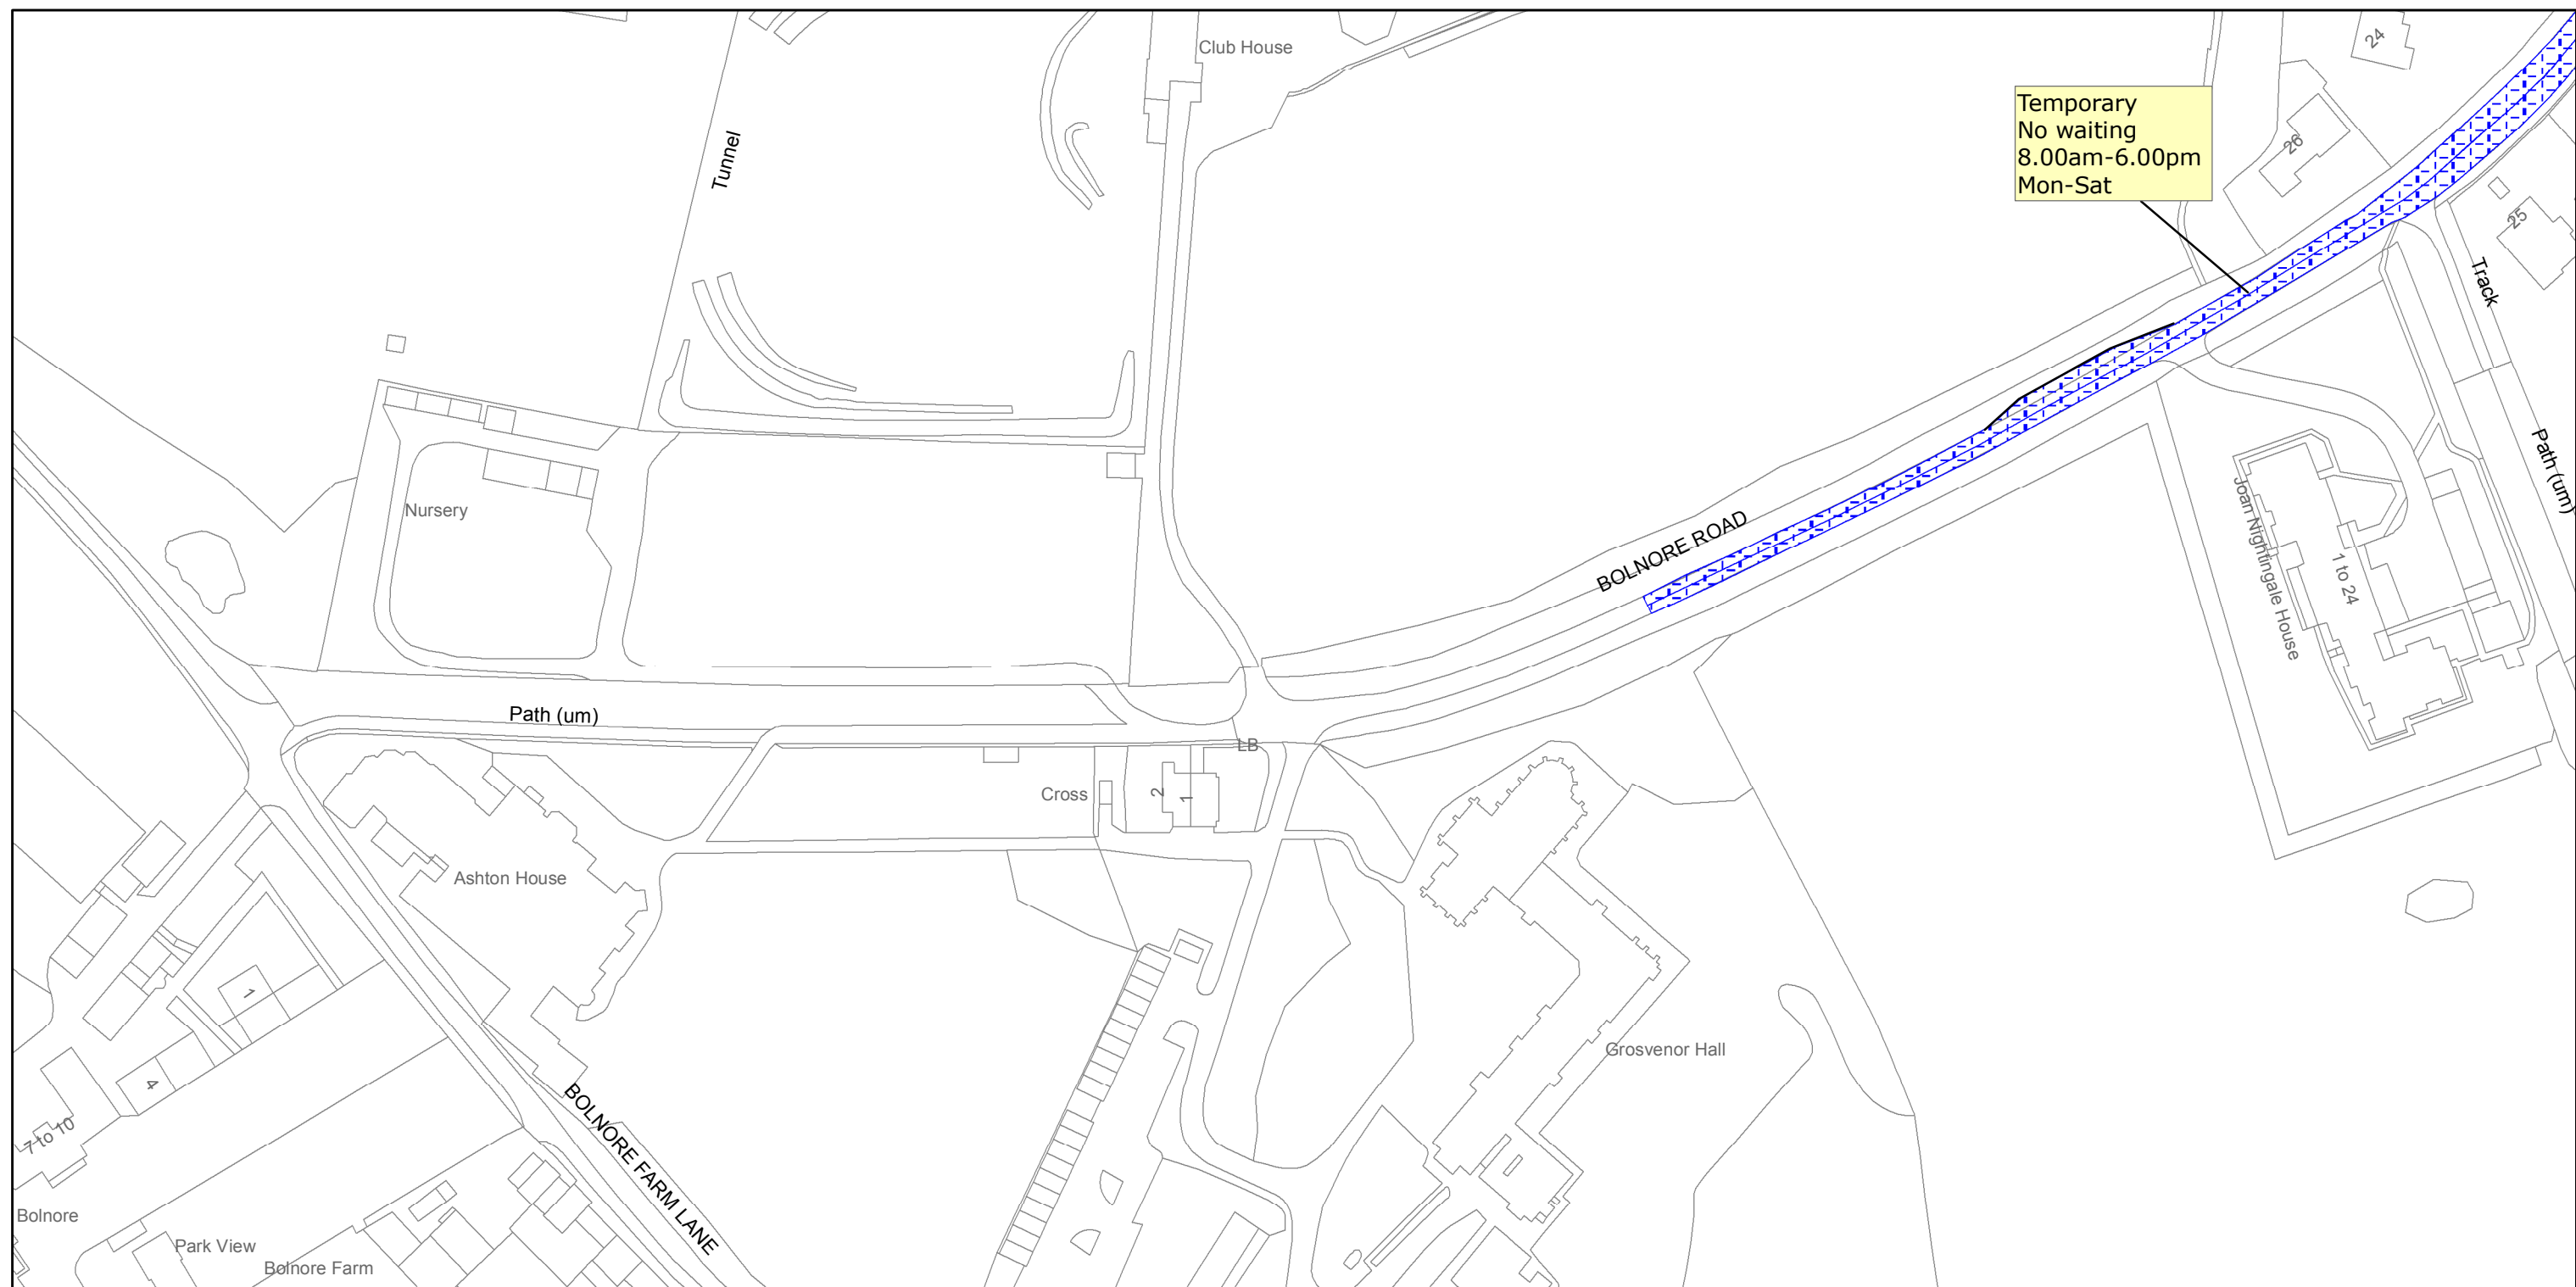 Club House
24
Temporary
No waiting
8.00am-6.00pm
Mon-Sat
26
Tunnel
25
Track
Path (um)
Nursery
BOLNORE ROAD
Joan Nightingale House
1 to 24
Path (um)
LB
Cross
2
1
Ashton House
1
4
Grosvenor Hall
7 to 10
BOLNORE FARM LANE
Bolnore
Park View
Bolnore Farm